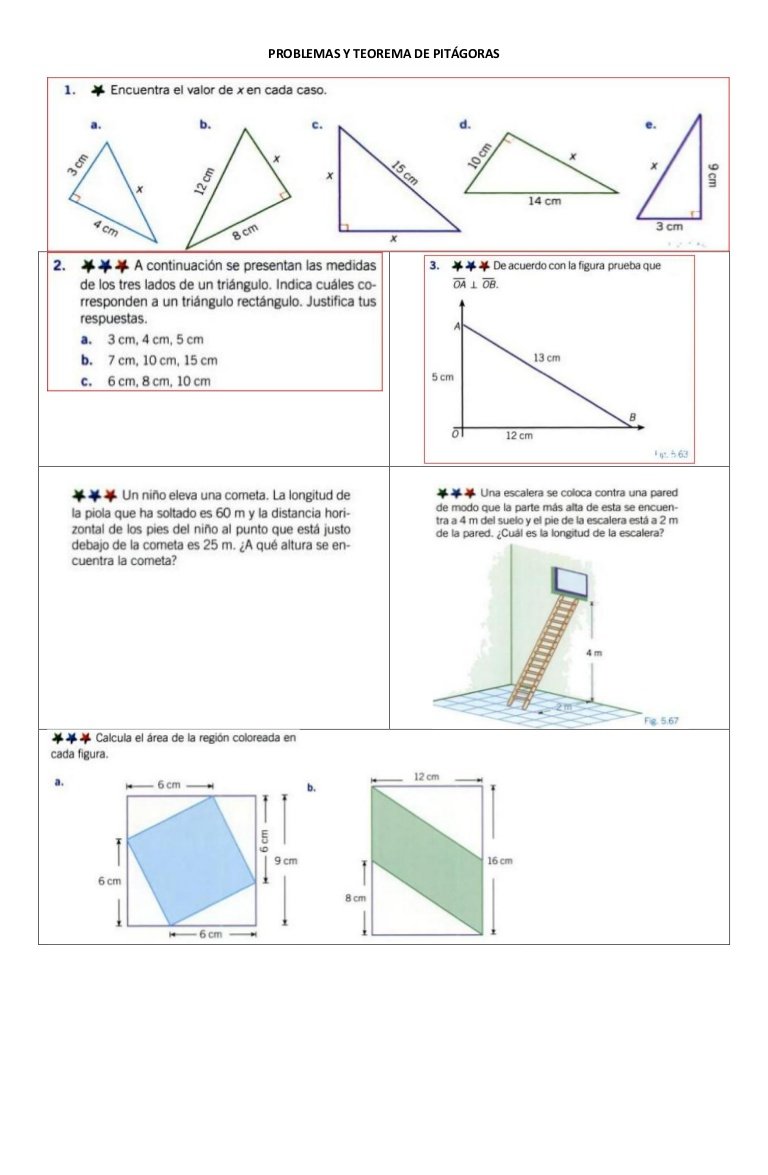 PROBLEMAS Y TEOREMA DE PITÁGORAS
1. Encuentra el valor de x en cada caso.
a. b. c. d. e.
3 cm
x
4 cm
12 cm
x
8 cm
x
15 cm
x
10 cm
x
14 cm
x
9 cm
3 cm
2. A continuación se presentan las medidas
de los tres lados de un triángulo. Indica cuáles co-
rresponden a un triángulo rectángulo. Justifica tus
respuestas.
a. 3 cm, 4 cm, 5 cm
b. 7 cm, 10 cm, 15 cm
c. 6 cm, 8 cm, 10 cm
3. De acuerdo con la figura prueba que
OA ⊥ OB.
A
13 cm
5 cm
B
O
12 cm
Fig. 5.63
Un niño eleva una cometa. La longitud de
la piola que ha soltado es 60 m y la distancia hori-
zontal de los pies del niño al punto que está justo
debajo de la cometa es 25 m. ¿A qué altura se en-
cuentra la cometa?
Una escalera se coloca contra una pared
de modo que la parte más alta de esta se encuen-
tra a 4 m del suelo y el pie de la escalera está a 2 m
de la pared. ¿Cuál es la longitud de la escalera?
4 m
2 m
Fig. 5.67
Calcula el área de la región coloreada en
cada figura.
a.
6 cm
6 cm
9 cm
6 cm
6 cm
b.
12 cm
16 cm
8 cm